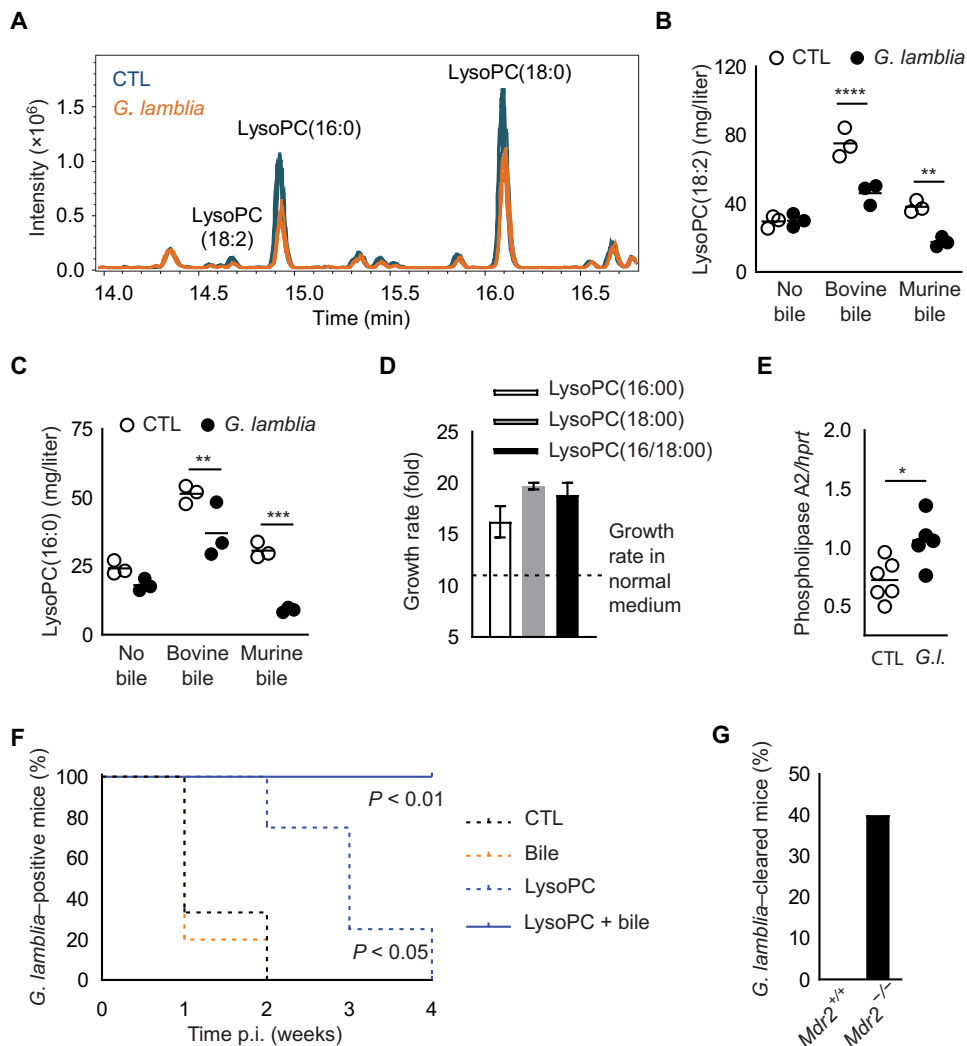 A
CTL
G. lamblia
LysoPC(18:0)
LysoPC(16:0)
LysoPC
(18:2)
Intensity (×10⁶)
1.5
1.0
0.5
0.0
14.0 14.5 15.0 15.5 16.0 16.5
Time (min)
B
CTL G. lamblia
LysoPC(18:2) (mg/liter)
120
80
40
0
****
**
No bile
Bovine bile
Murine bile
C
CTL G. lamblia
LysoPC(16:0) (mg/liter)
75
50
25
0
**
***
No bile
Bovine bile
Murine bile
D
LysoPC(16:00)
LysoPC(18:00)
LysoPC(16/18:00)
Growth rate (fold)
25
20
15
10
5
Growth
rate in
normal
medium
E
Phospholipase A2/hprt
2.0
1.5
1.0
0.5
*
CTL G.l.
F
G. lamblia–positive mice (%)
100
80
60
40
20
0
P < 0.01
P < 0.05
0 1 2 3 4
Time p.i. (weeks)
CTL
Bile
LysoPC
LysoPC + bile
G
G. lamblia–cleared mice (%)
50
40
30
20
10
0
Mdr2+/+
Mdr2−/−